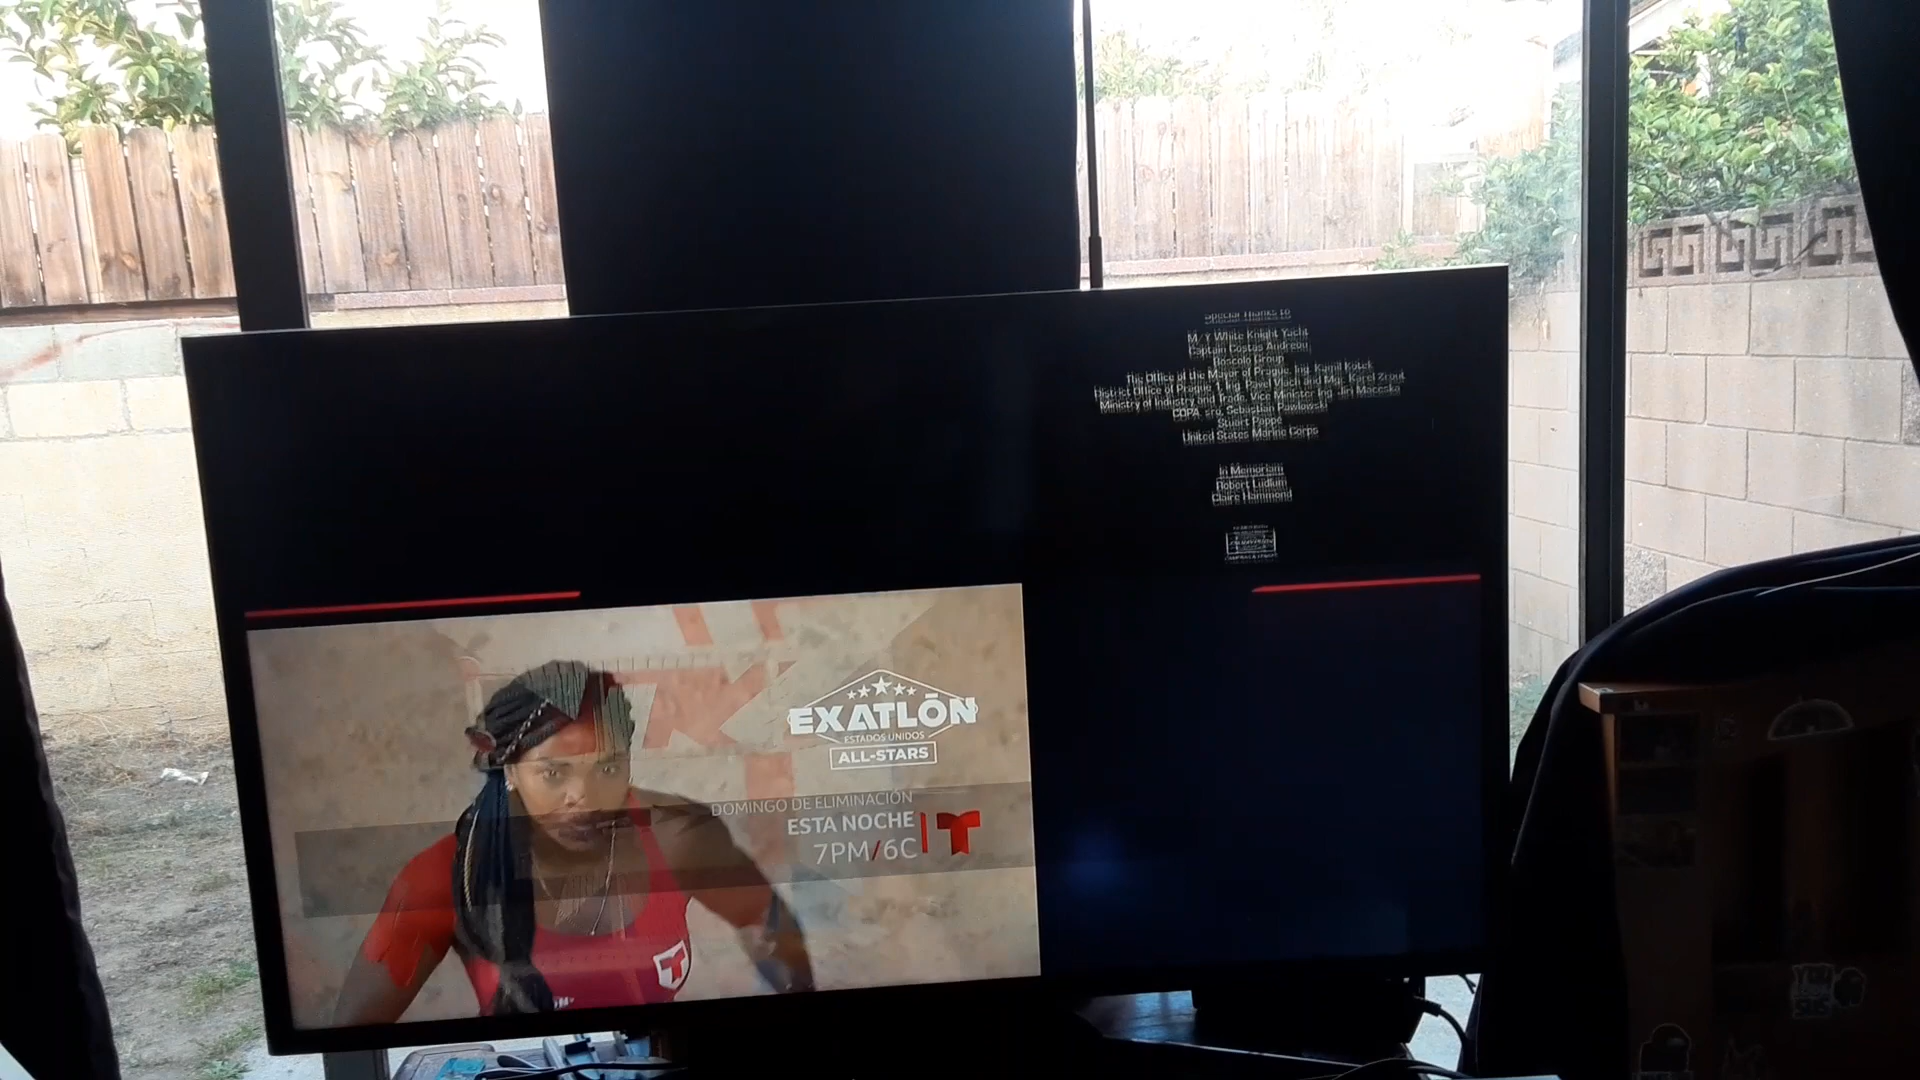 Special Thanks to
M/Y White Knight Yacht
Captain Costas Andreou
Boscolo Group
The Office of the Mayor of Prague, Ing. Kamil Kotek
District Office of Prague 1 Ing. Pavel Vlach and Mgr. Karel Zrout
Ministry of Industry and Trade, Vice Minister Ing. Jiri Maceska
COPA, sro, Sebastian Pawlowski
Stuart Pappé
United States Marine Corps
In Memoriam
Robert Ludlum
Claire Hammond
EXATLÓN
ESTADOS UNIDOS
ALL-STARS
DOMINGO DE ELIMINACIÓN
ESTA NOCHE
7PM/6C
T
T